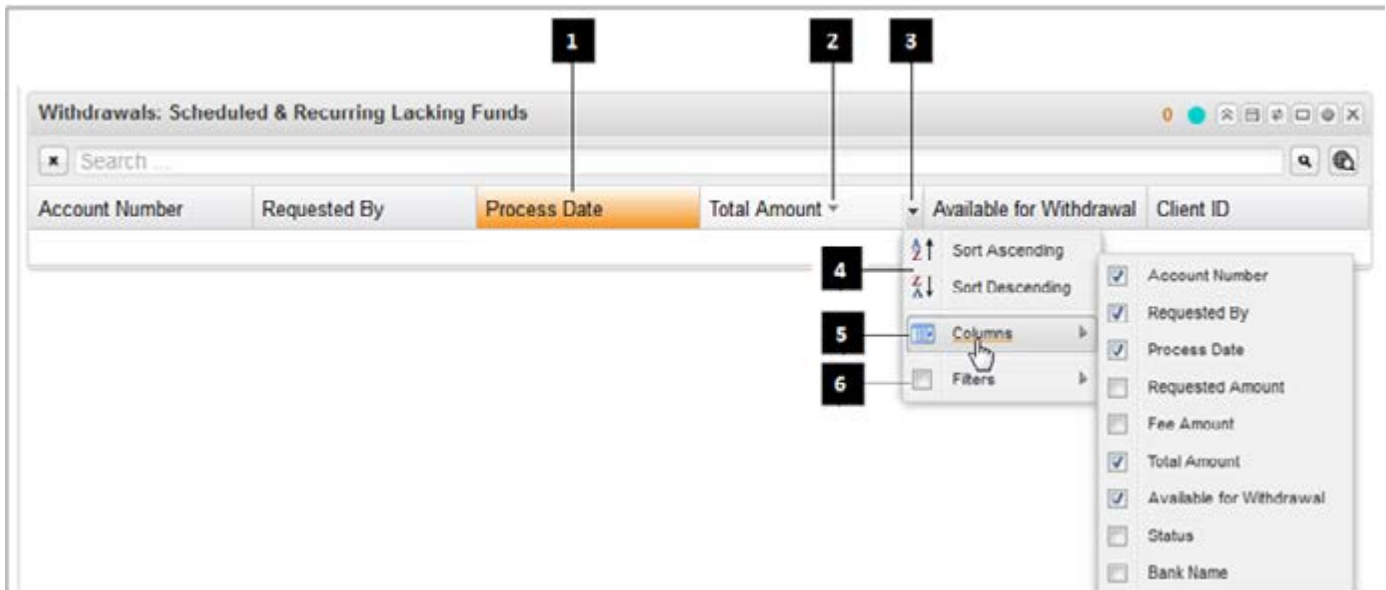 1 2 3
Withdrawals: Scheduled & Recurring Lacking Funds 0
Search ...
Account Number Requested By Process Date Total Amount Available for Withdrawal Client ID
4
Sort Ascending
Sort Descending
5
Columns
6
Filters
Account Number
Requested By
Process Date
Requested Amount
Fee Amount
Total Amount
Available for Withdrawal
Status
Bank Name